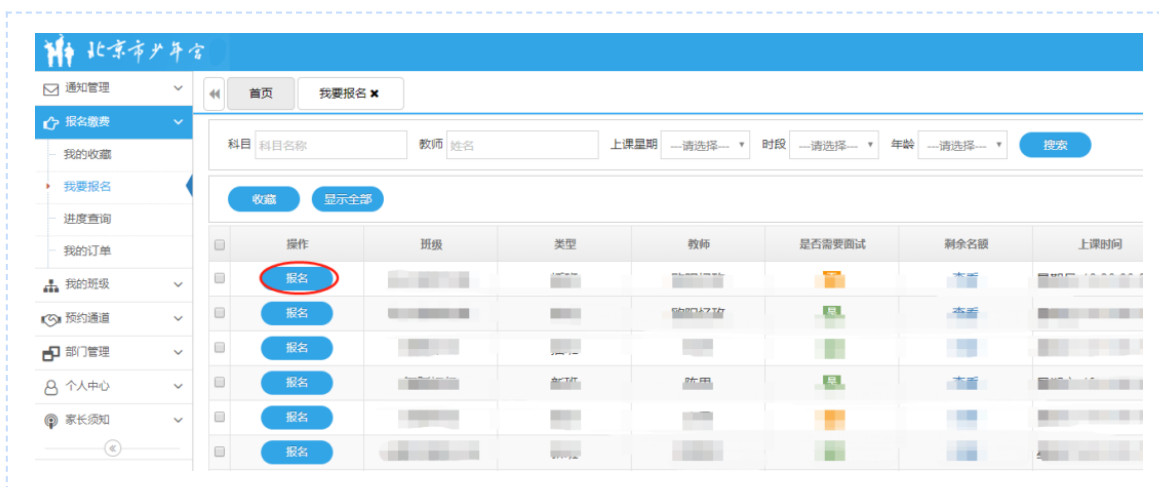 北京市少年宫
通知管理
首页 我要报名 ✖
报名缴费
科目 科目名称 教师 姓名 上课星期 ---请选择--- 时段 ---请选择--- 年龄 ---请选择--- 搜索
我的收藏
我要报名
收藏 显示全部
进度查询
我的订单
操作 班级 类型 教师 是否需要面试 剩余名额 上课时间
我的班级
报名
预约通道
报名 是
部门管理
报名
个人中心
报名 是
家长须知
报名
报名